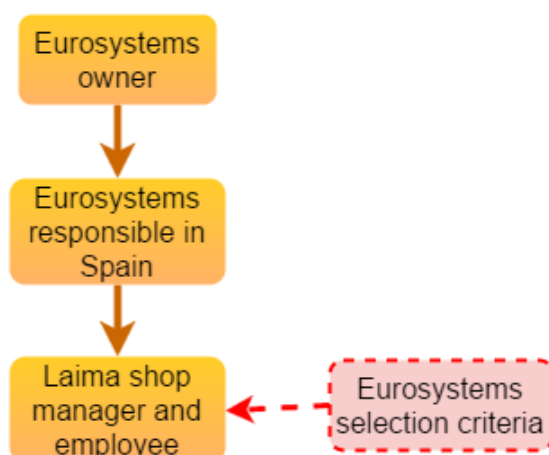 Eurosystems
owner
Eurosystems
responsible in
Spain
Laima shop
manager and
employee
Eurosystems
selection criteria